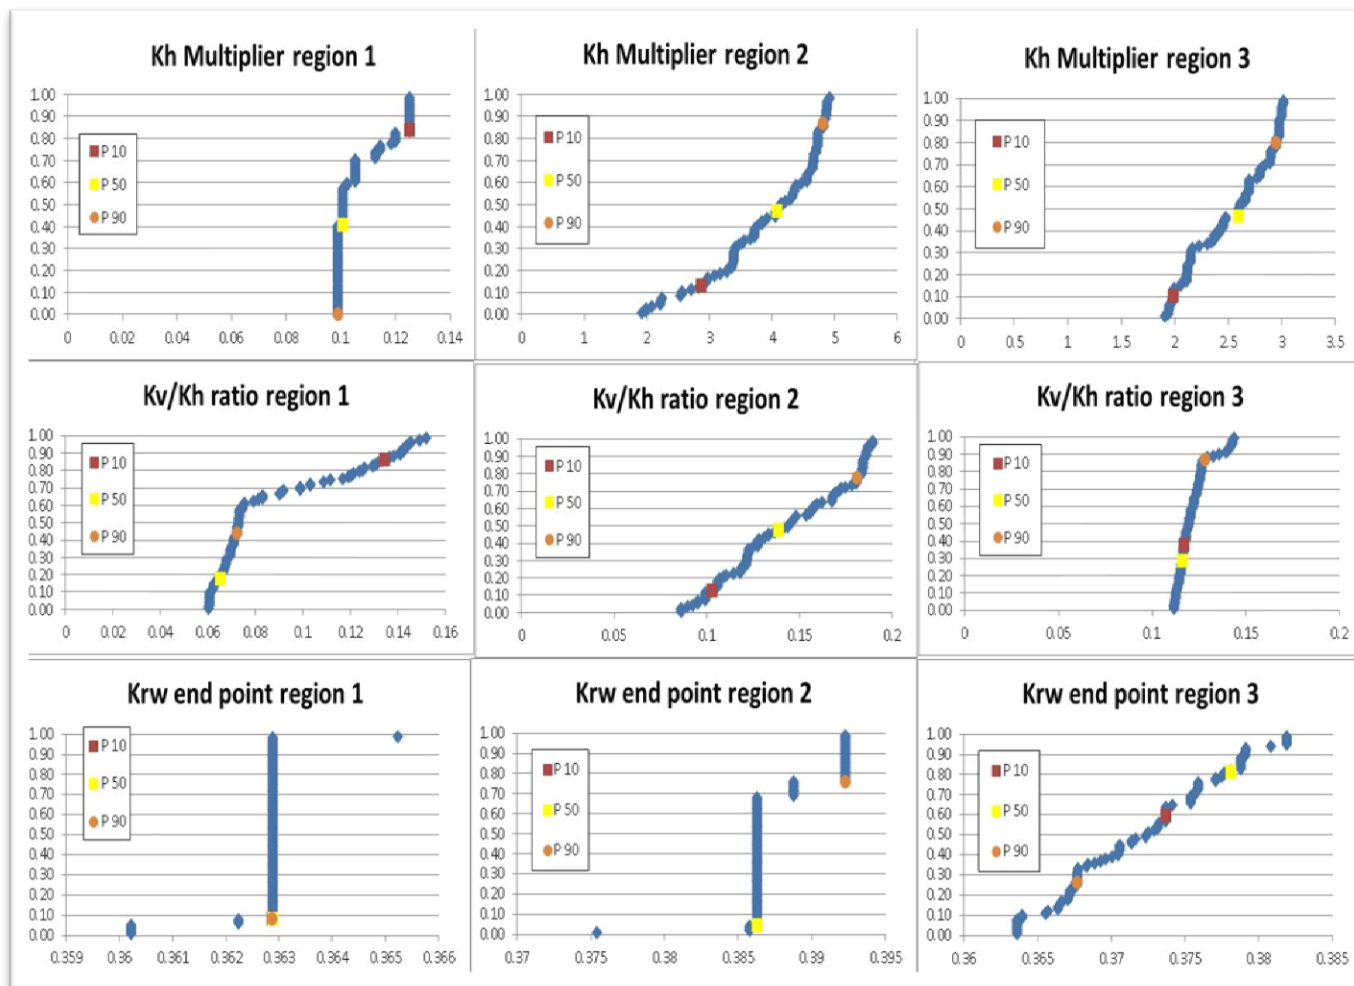 Kh Multiplier region 1
1.00
0.90
0.80
0.70
0.60
0.50
0.40
0.30
0.20
0.10
0.00
P 10
P 50
P 90
0 0.02 0.04 0.06 0.08 0.1 0.12 0.14
Kh Multiplier region 2
1.00
0.90
0.80
0.70
0.60
0.50
0.40
0.30
0.20
0.10
0.00
P 10
P 50
P 90
0 1 2 3 4 5 6
Kh Multiplier region 3
1.00
0.90
0.80
0.70
0.60
0.50
0.40
0.30
0.20
0.10
0.00
P 10
P 50
P 90
0 0.5 1 1.5 2 2.5 3 3.5
Kv/Kh ratio region 1
1.00
0.90
0.80
0.70
0.60
0.50
0.40
0.30
0.20
0.10
0.00
P 10
P 50
P 90
0 0.02 0.04 0.06 0.08 0.1 0.12 0.14 0.16
Kv/Kh ratio region 2
1.00
0.90
0.80
0.70
0.60
0.50
0.40
0.30
0.20
0.10
0.00
P 10
P 50
P 90
0 0.05 0.1 0.15 0.2
Kv/Kh ratio region 3
1.00
0.90
0.80
0.70
0.60
0.50
0.40
0.30
0.20
0.10
0.00
P 10
P 50
P 90
0 0.05 0.1 0.15 0.2
Krw end point region 1
1.00
0.90
0.80
0.70
0.60
0.50
0.40
0.30
0.20
0.10
0.00
P 10
P 50
P 90
0.359 0.36 0.361 0.362 0.363 0.364 0.365 0.366
Krw end point region 2
1.00
0.90
0.80
0.70
0.60
0.50
0.40
0.30
0.20
0.10
0.00
P 10
P 50
P 90
0.37 0.375 0.38 0.385 0.39 0.395
Krw end point region 3
1.00
0.90
0.80
0.70
0.60
0.50
0.40
0.30
0.20
0.10
0.00
P 10
P 50
P 90
0.36 0.365 0.37 0.375 0.38 0.385